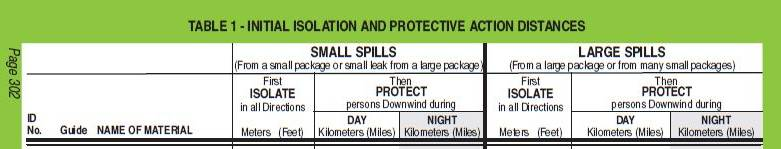 TABLE 1 - INITIAL ISOLATION AND PROTECTIVE ACTION DISTANCES
Page 302
SMALL SPILLS
(From a small package or small leak from a large package)
LARGE SPILLS
(From a large package or from many small packages)
First
ISOLATE
in all Directions
Then
PROTECT
persons Downwind during
First
ISOLATE
in all Directions
Then
PROTECT
persons Downwind during
ID
No. Guide NAME OF MATERIAL
Meters (Feet)
DAY
Kilometers (Miles)
NIGHT
Kilometers (Miles)
Meters (Feet)
DAY
Kilometers (Miles)
NIGHT
Kilometers (Miles)